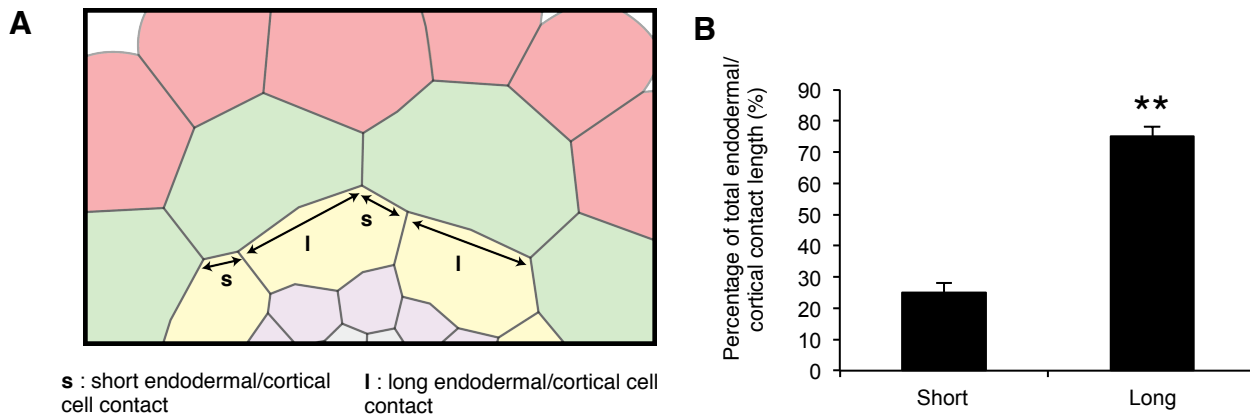 A
s
l
s
l
s : short endodermal/cortical
cell contact
l : long endodermal/cortical cell
contact
B
Percentage of total endodermal/
cortical contact length (%)
90
80
70
60
50
40
30
20
10
0
**
Short
Long